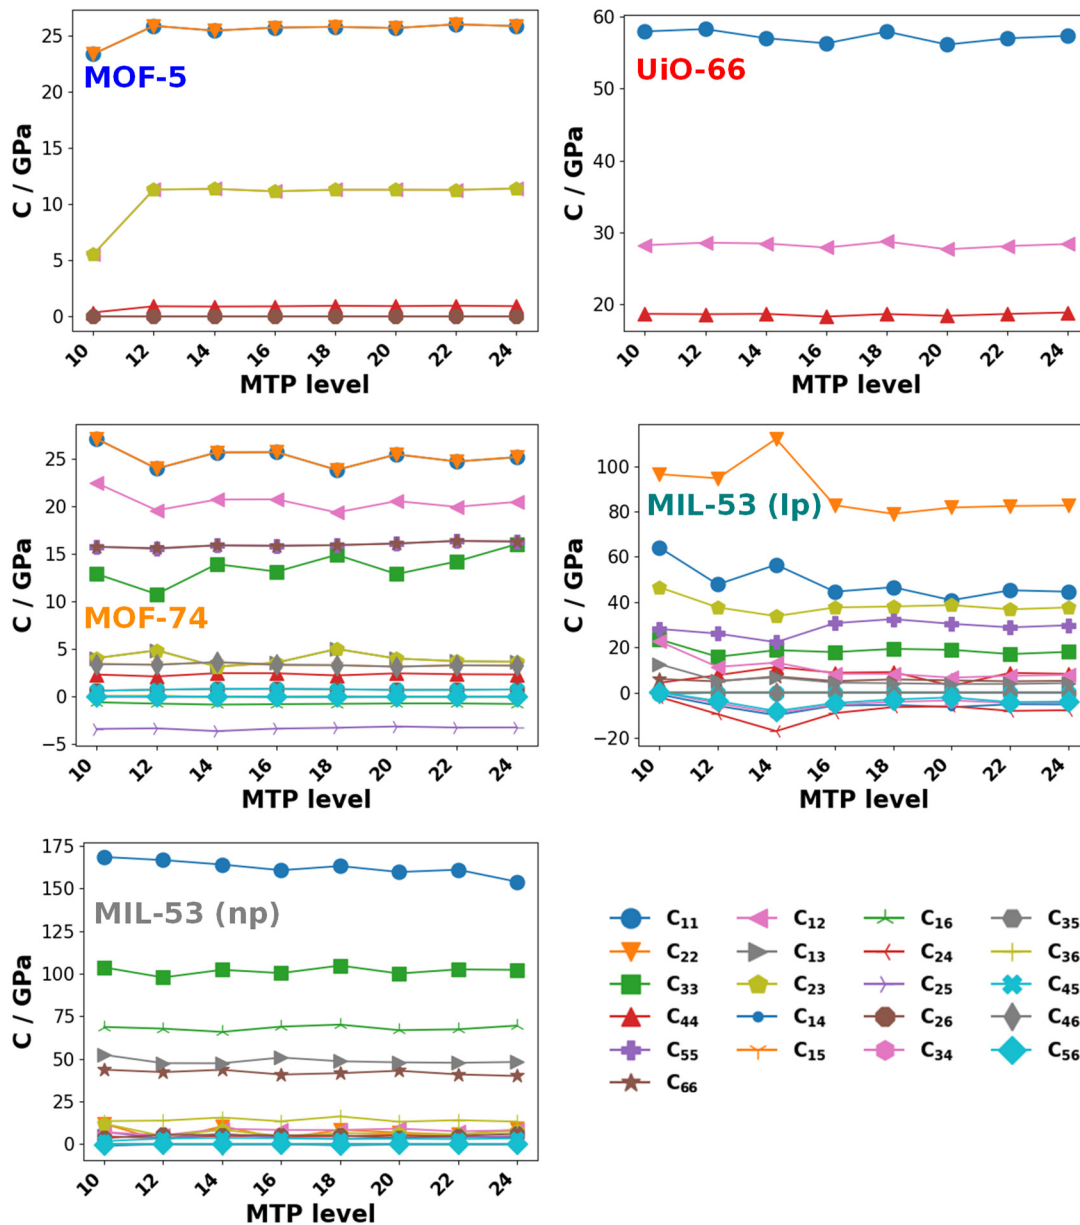 25
20
15
10
5
0
C / GPa
MOF-5
10 12 14 16 18 20 22 24
MTP level
60
50
40
30
20
C / GPa
UiO-66
10 12 14 16 18 20 22 24
MTP level
25
20
15
10
5
0
−5
C / GPa
MOF-74
10 12 14 16 18 20 22 24
MTP level
100
80
60
40
20
0
−20
C / GPa
MIL-53 (lp)
10 12 14 16 18 20 22 24
MTP level
175
150
125
100
75
50
25
0
C / GPa
MIL-53 (np)
10 12 14 16 18 20 22 24
MTP level
C₁₁ C₁₂ C₁₆ C₃₅
C₂₂ C₁₃ C₂₄ C₃₆
C₃₃ C₂₃ C₂₅ C₄₅
C₄₄ C₁₄ C₂₆ C₄₆
C₅₅ C₁₅ C₃₄ C₅₆
C₆₆